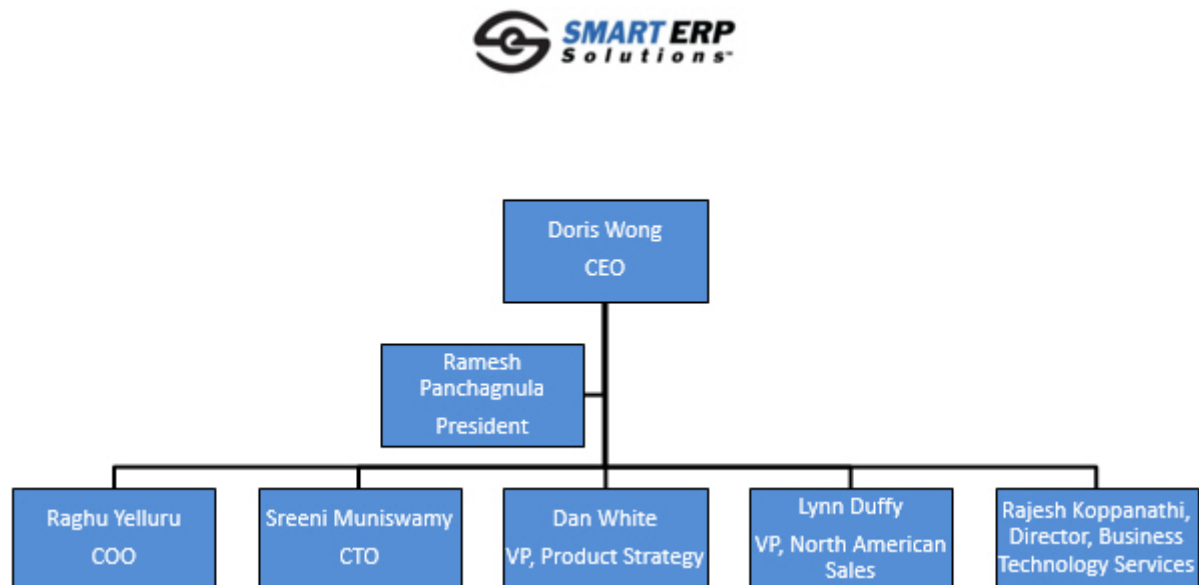 SMART ERP
Solutions™
Doris Wong
CEO
Ramesh
Panchagnula
President
Raghu Yelluru
COO
Sreeni Muniswamy
CTO
Dan White
VP, Product Strategy
Lynn Duffy
VP, North American
Sales
Rajesh Koppanathi,
Director, Business
Technology Services